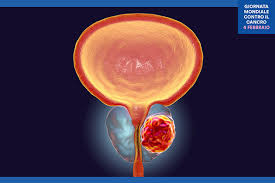 GIORNATA
MONDIALE
CONTRO IL
CANCRO
4 FEBBRAIO